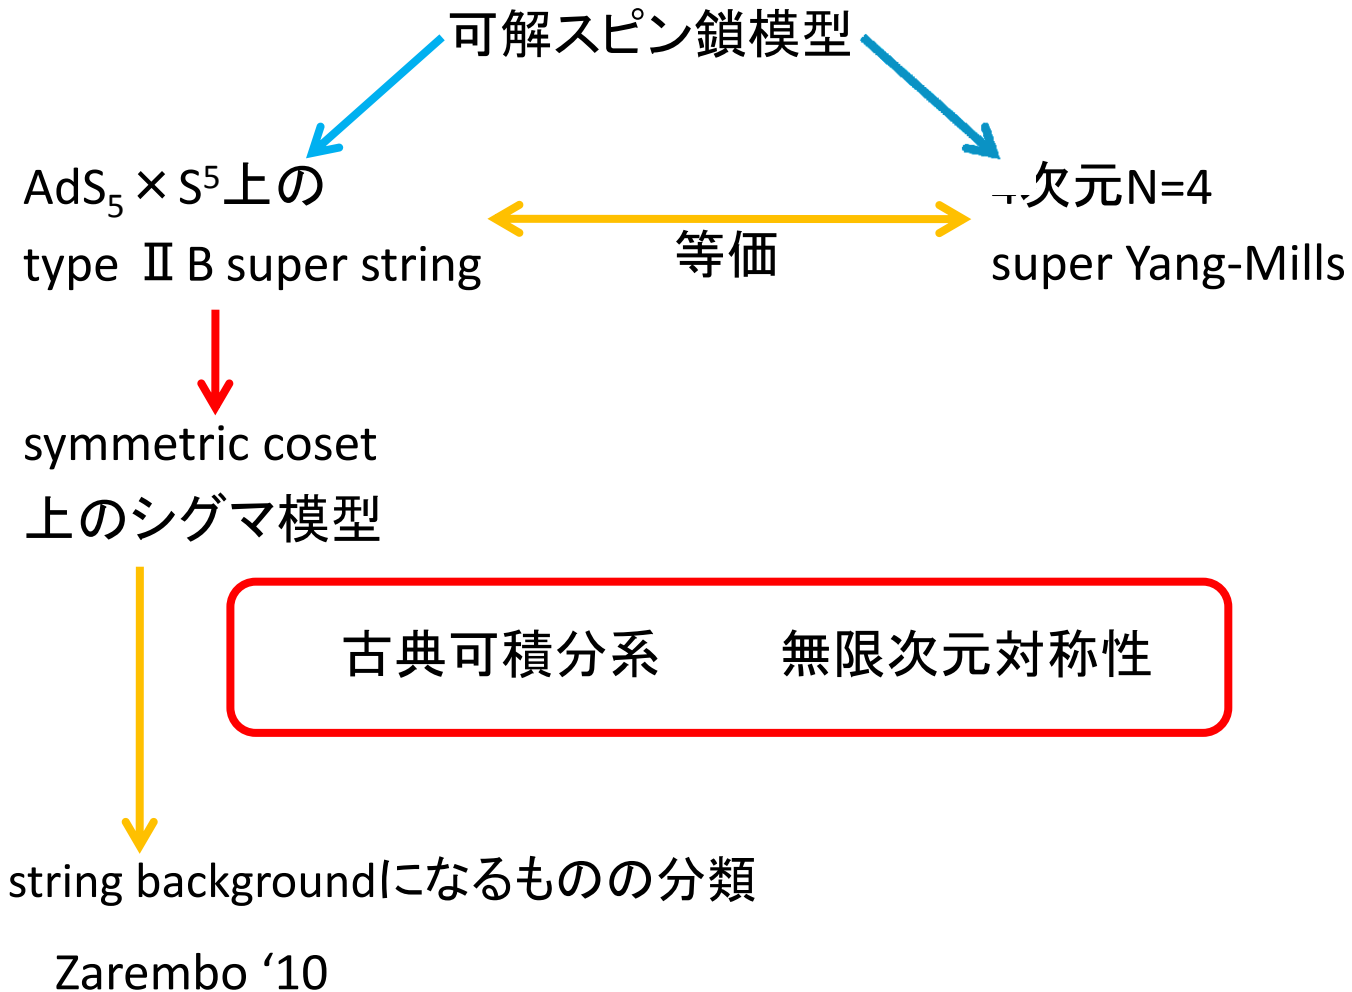 可解スピン鎖模型
AdS₅×S⁵上の
type ⅡB super string
等価
次元N=4
super Yang-Mills
symmetric coset
上のシグマ模型
古典可積分系 無限次元対称性
string backgroundになるものの分類
Zarembo ‘10